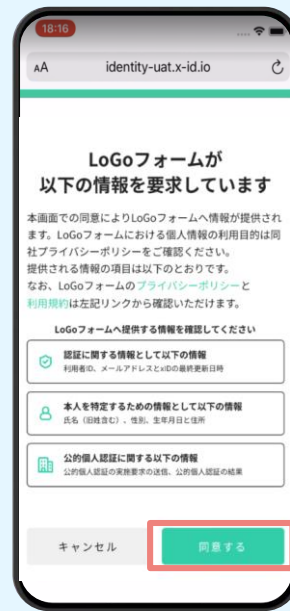 18:16
AA identity-uat.x-id.io
LoGoフォームが
以下の情報を要求しています
本画面での同意によりLoGoフォームへ情報が提供され
ます。LoGoフォームにおける個人情報の利用目的は同
社プライバシーポリシーをご確認ください。
提供される情報の項目は以下のとおりです。
なお、LoGoフォームのプライバシーポリシーと
利用規約は左記リンクから確認いただけます。
LoGoフォームへ提供する情報を確認してください
認証に関する情報として以下の情報
利用者ID、メールアドレスとxIDの最終更新日時
本人を特定するための情報として以下の情報
氏名（旧姓含む）、性別、生年月日と住所
公的個人認証に関する以下の情報
公的個人認証の実施要求の送信、公的個人認証の結果
キャンセル 同意する